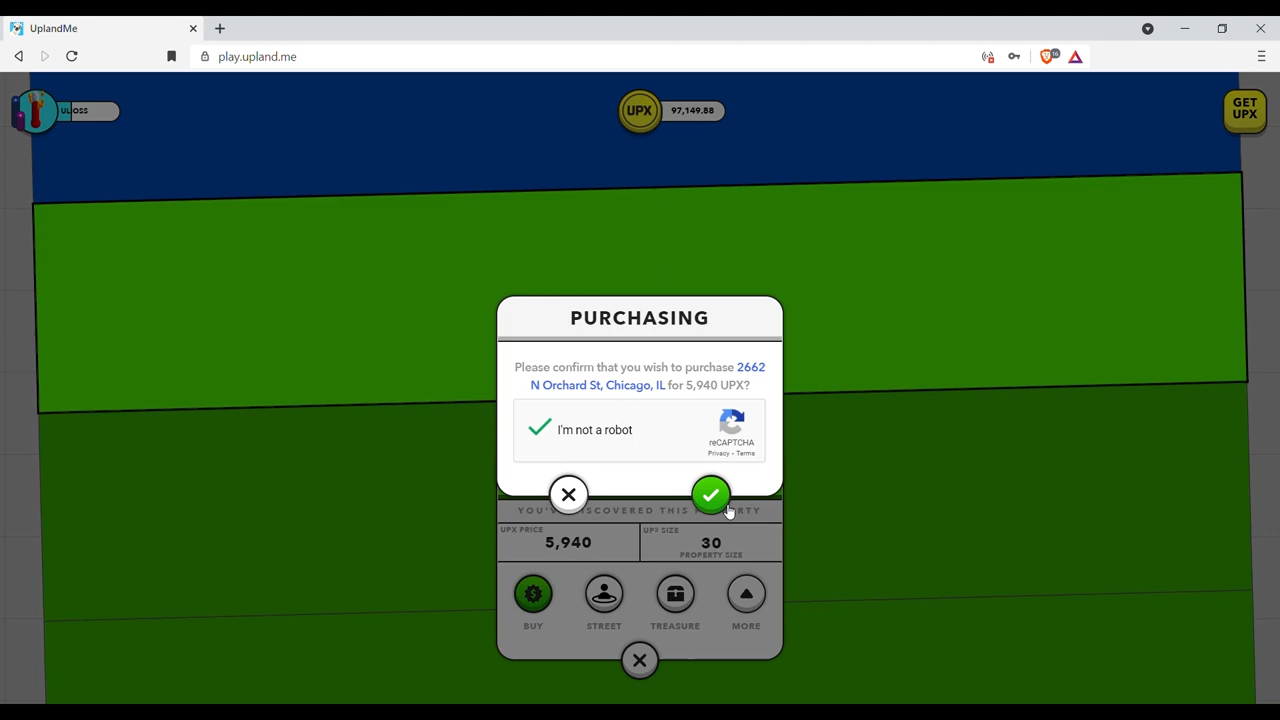 UplandMe
play.upland.me
16
ULOSS
UPX
97,149.88
GET
UPX
PURCHASING
Please confirm that you wish to purchase 2662
N Orchard St, Chicago, IL for 5,940 UPX?
I'm not a robot
reCAPTCHA
Privacy - Terms
UPX PRICE
5,940
UP² SIZE
30
PROPERTY SIZE
BUY
STREET
TREASURE
MORE